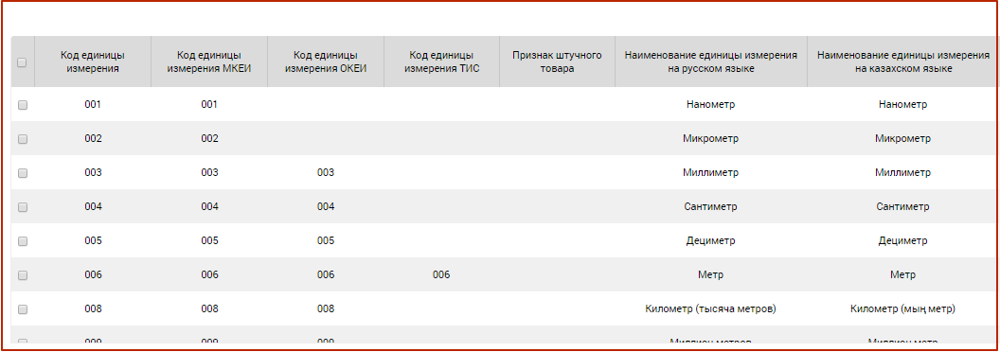 Код единицы измерения Код единицы измерения МКЕИ Код единицы измерения ОКЕИ Код единицы измерения ТИС Признак штучного товара Наименование единицы измерения на русском языке Наименование единицы измерения на казахском языке
001 001 Нанометр Нанометр
002 002 Микрометр Микрометр
003 003 003 Миллиметр Миллиметр
004 004 004 Сантиметр Сантиметр
005 005 005 Дециметр Дециметр
006 006 006 006 Метр Метр
008 008 008 Километр (тысяча метров) Километр (мың метр)
009 009 009 Миллион метров Миллион метр